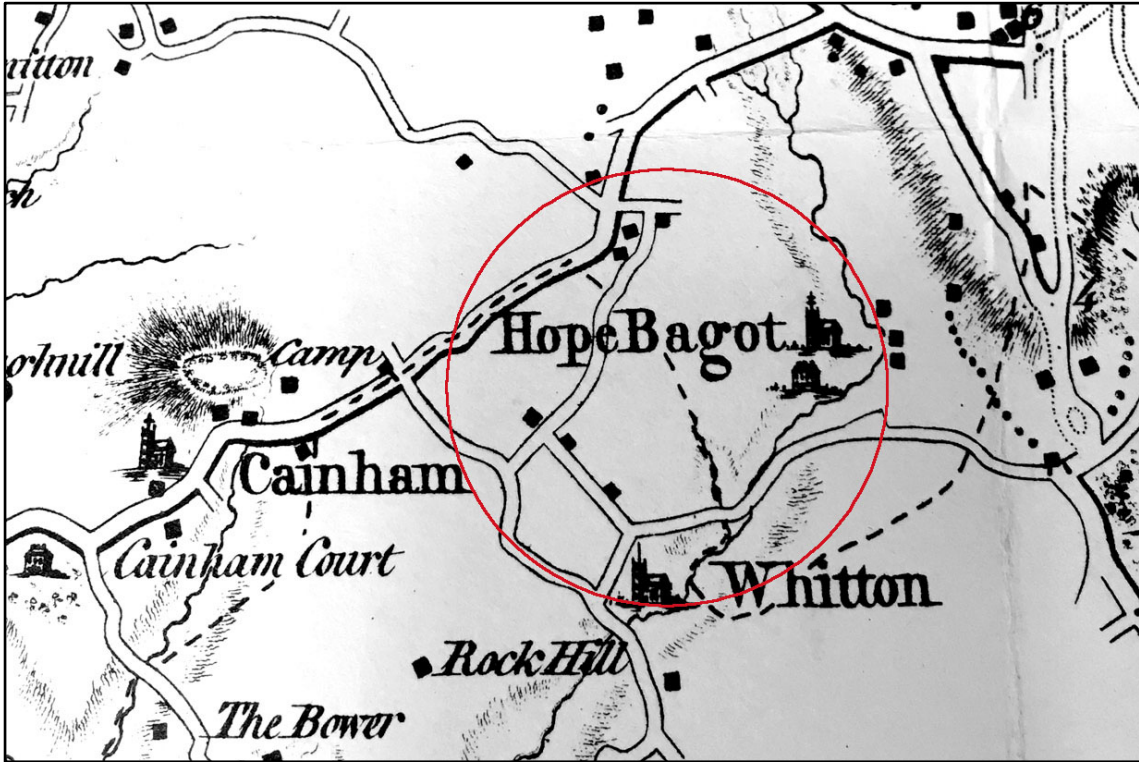 Hope Bagot
Camp
Cainham
Cainham Court
Whitton
Rock Hill
The Bower